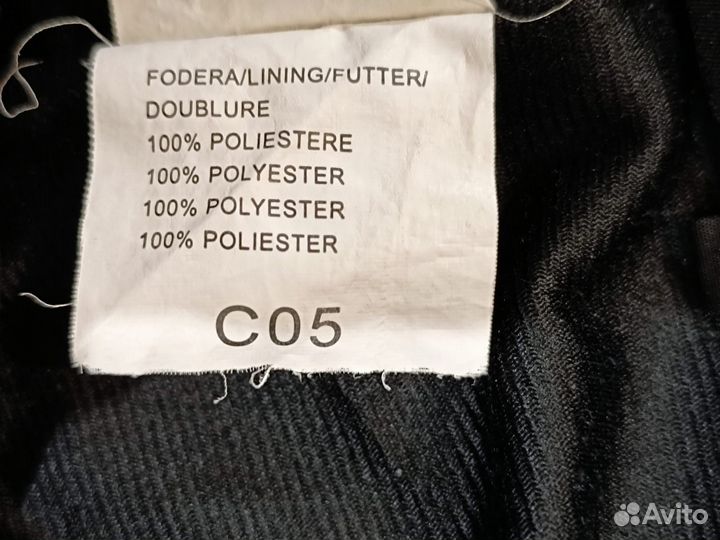 FODERA/LINING/FUTTER/
DOUBLURE
100% POLIESTERE
100% POLYESTER
100% POLYESTER
100% POLIESTER
C05
Avito